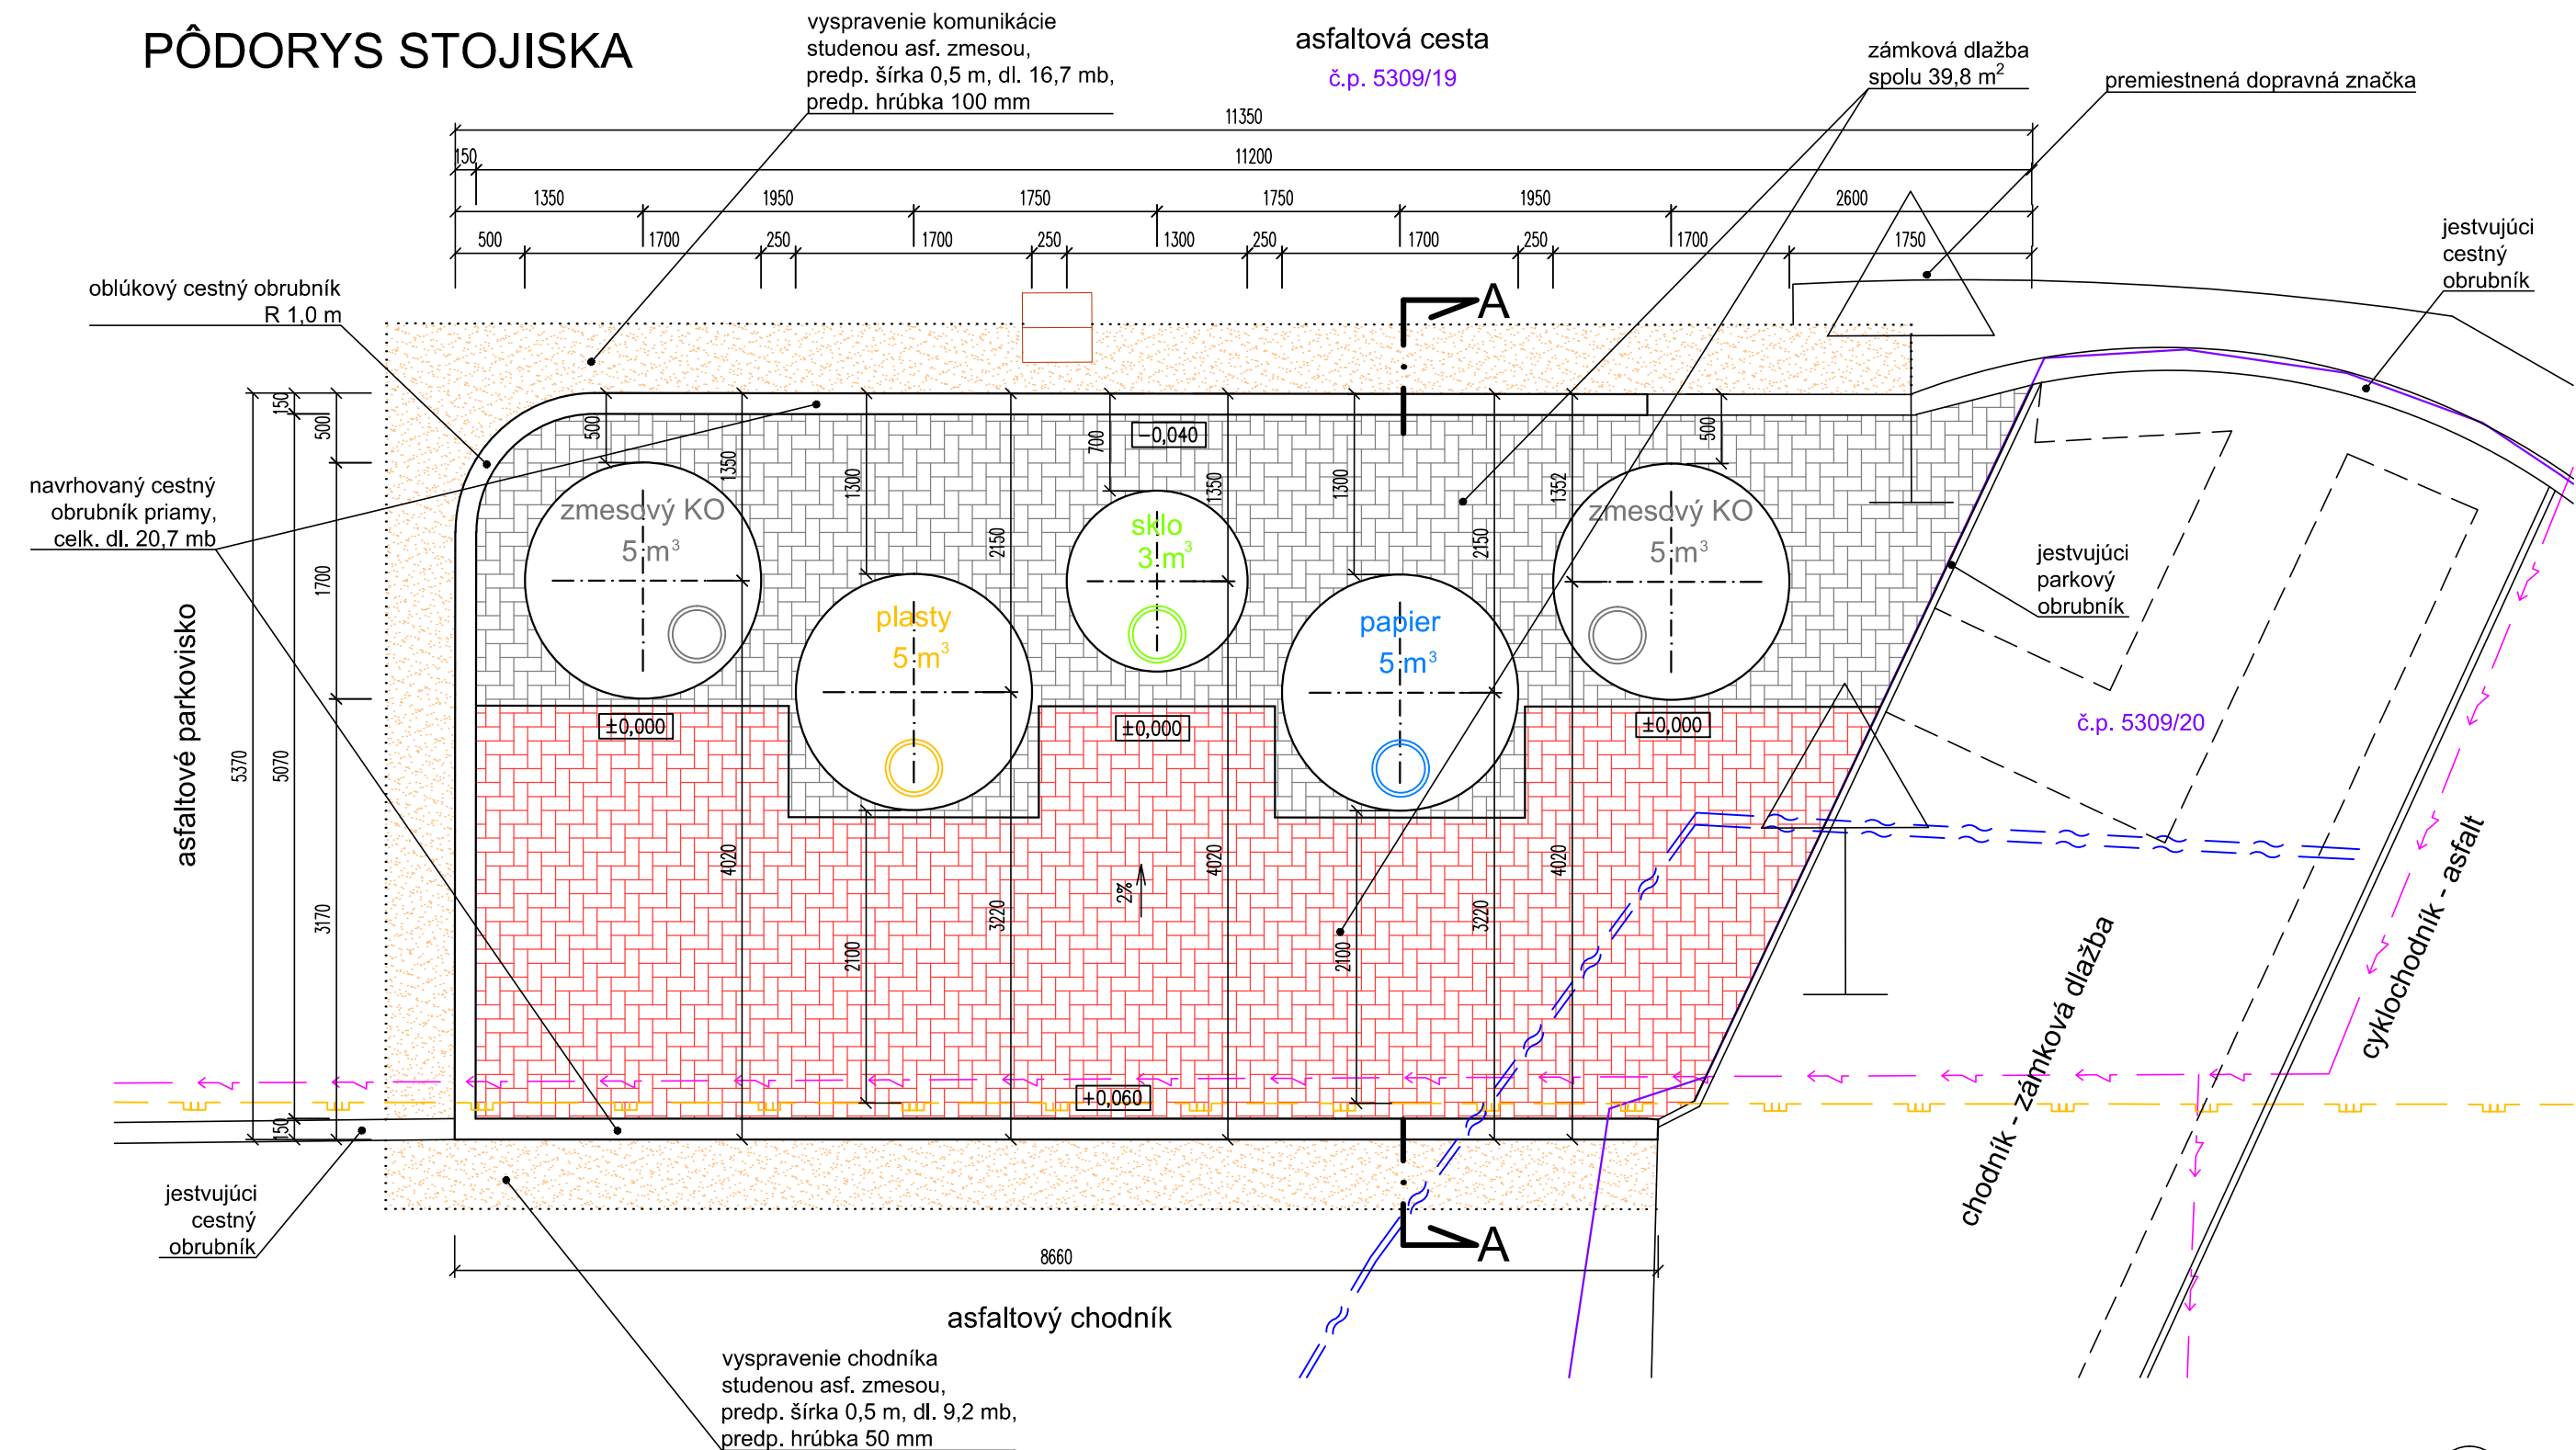 PÔDORYS STOJISKA
vyspravenie komunikácie
studenou asf. zmesou,
predp. šírka 0,5 m, dl. 16,7 mb,
predp. hrúbka 100 mm
asfaltová cesta
č.p. 5309/19
zámková dlažba
spolu 39,8 m²
premiestnená dopravná značka
11350
150 11200
1350 1950 1750 1750 1950 2600
500 1700 250 1700 250 1300 250 1700 250 1700 1750
jestvujúci
cestný
obrubník
oblúkový cestný obrubník
R 1,0 m
A
navrhovaný cestný
obrubník priamy,
celk. dl. 20,7 mb
asfaltové parkovisko
5370
150
5070
150
500
1700
3170
500
1350
1300
2150
700
1350
1300
2150
1352
500
-0,040
zmesový KO
5 m³
plasty
5 m³
sklo
3 m³
papier
5 m³
zmesový KO
5 m³
jestvujúci
parkový
obrubník
č.p. 5309/20
±0,000
±0,000
±0,000
4020
2100
3220
2%
4020
2100
3220
4020
+0,060
chodník - zámková dlažba
cyklochodník - asfalt
jestvujúci
cestný
obrubník
A
8660
asfaltový chodník
vyspravenie chodníka
studenou asf. zmesou,
predp. šírka 0,5 m, dl. 9,2 mb,
predp. hrúbka 50 mm